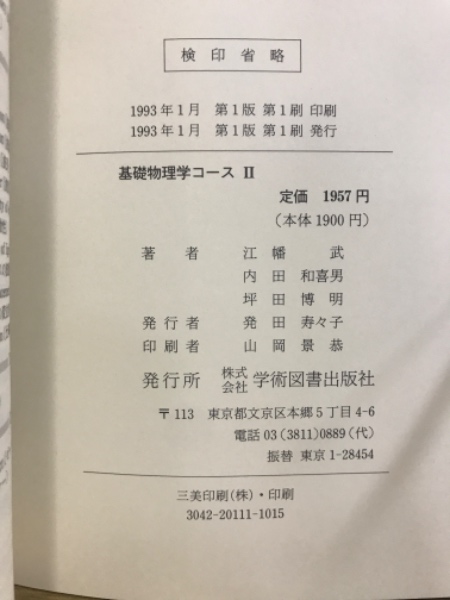 検印省略
1993年1月 第1版 第1刷 印刷
1993年1月 第1版 第1刷 発行
基礎物理学コース II
定価 1957円
(本体1900円)
著者 江幡 武
内田 和喜男
坪田 博明
発行者 発田 寿々子
印刷者 山岡 景恭
発行所 株式会社 学術図書出版社
〒113 東京都文京区本郷5丁目4-6
電話03(3811)0889(代)
振替 東京1-28454
三美印刷(株)・印刷
3042-20111-1015